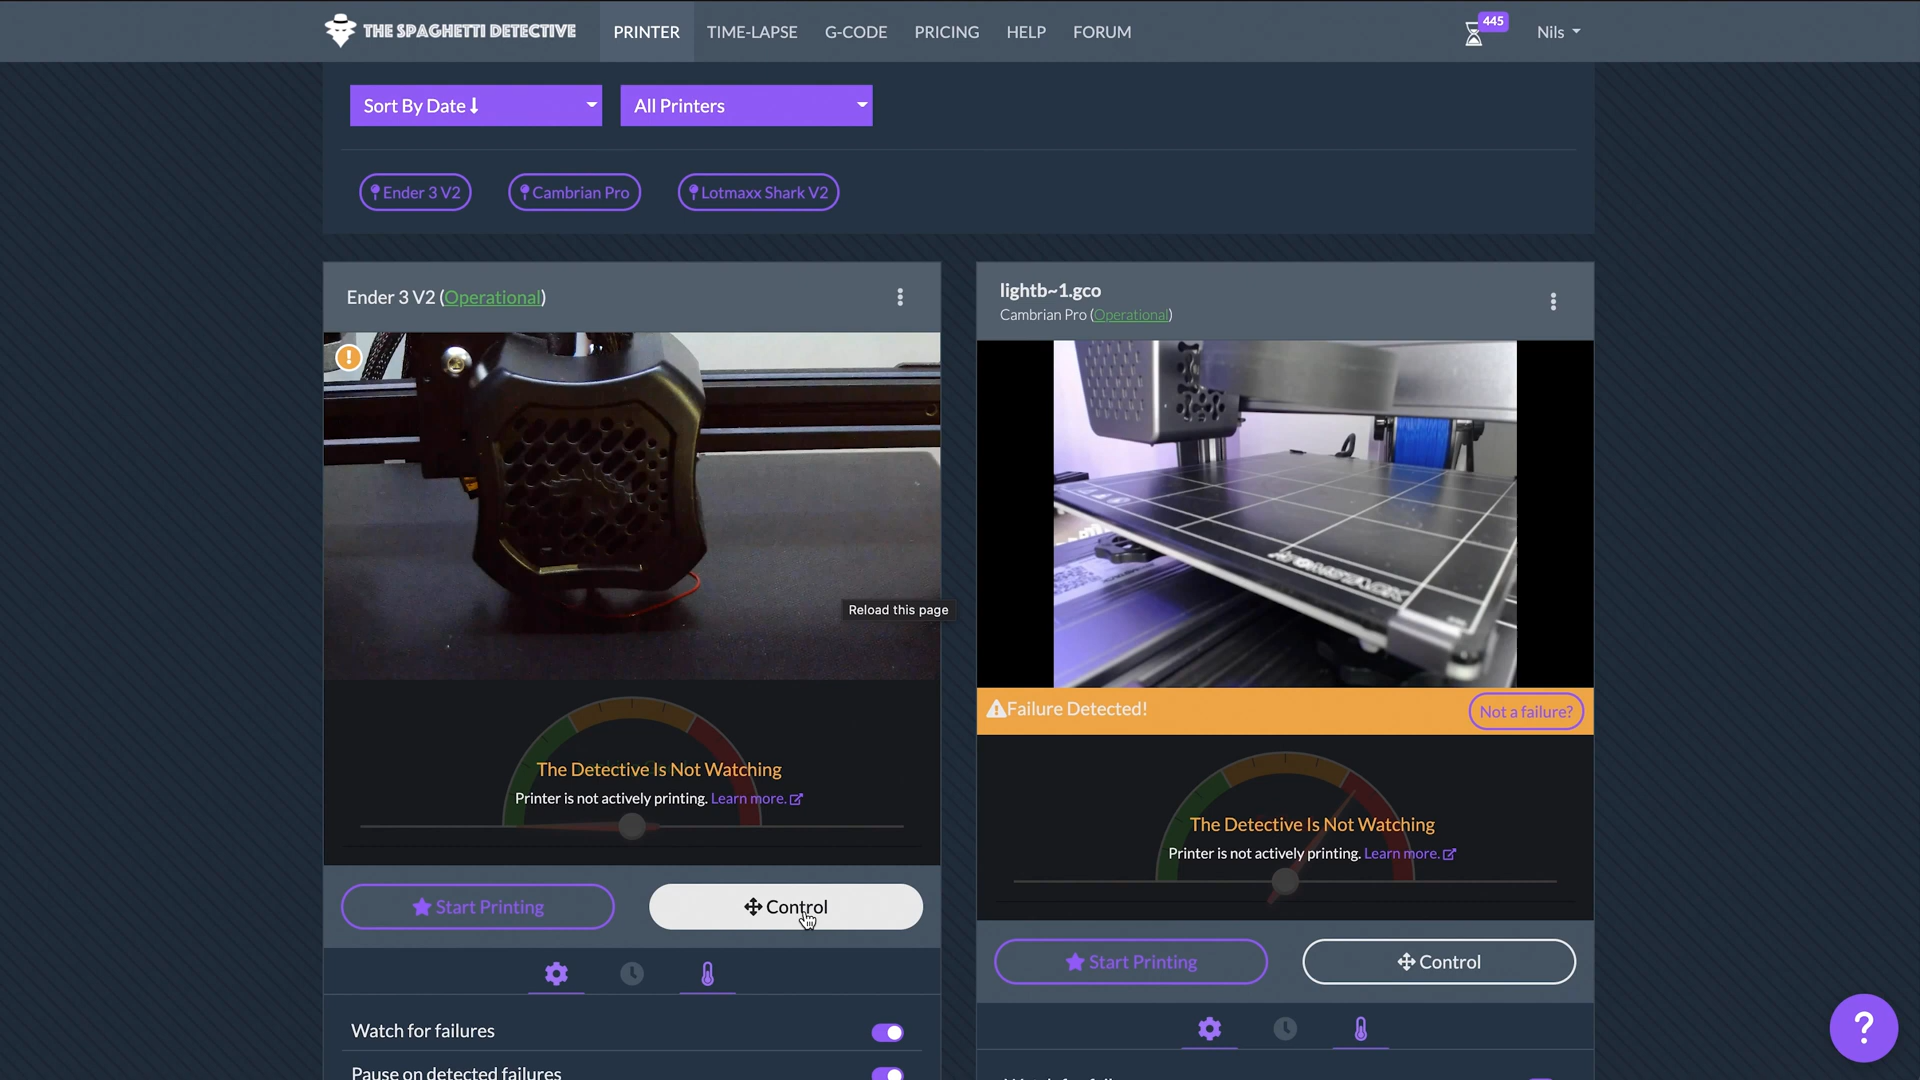 THE SPAGHETTI DETECTIVE
PRINTER
TIME-LAPSE
G-CODE
PRICING
HELP
FORUM
445
Nils
Sort By Date
All Printers
Ender 3 V2
Cambrian Pro
Lotmaxx Shark V2
Ender 3 V2 (Operational)
lightb~1.gco
Cambrian Pro (Operational)
!
Reload this page
Failure Detected!
Not a failure?
The Detective Is Not Watching
Printer is not actively printing. Learn more.
The Detective Is Not Watching
Printer is not actively printing. Learn more.
Start Printing
Control
Start Printing
Control
Watch for failures
Pause on detected failures
?